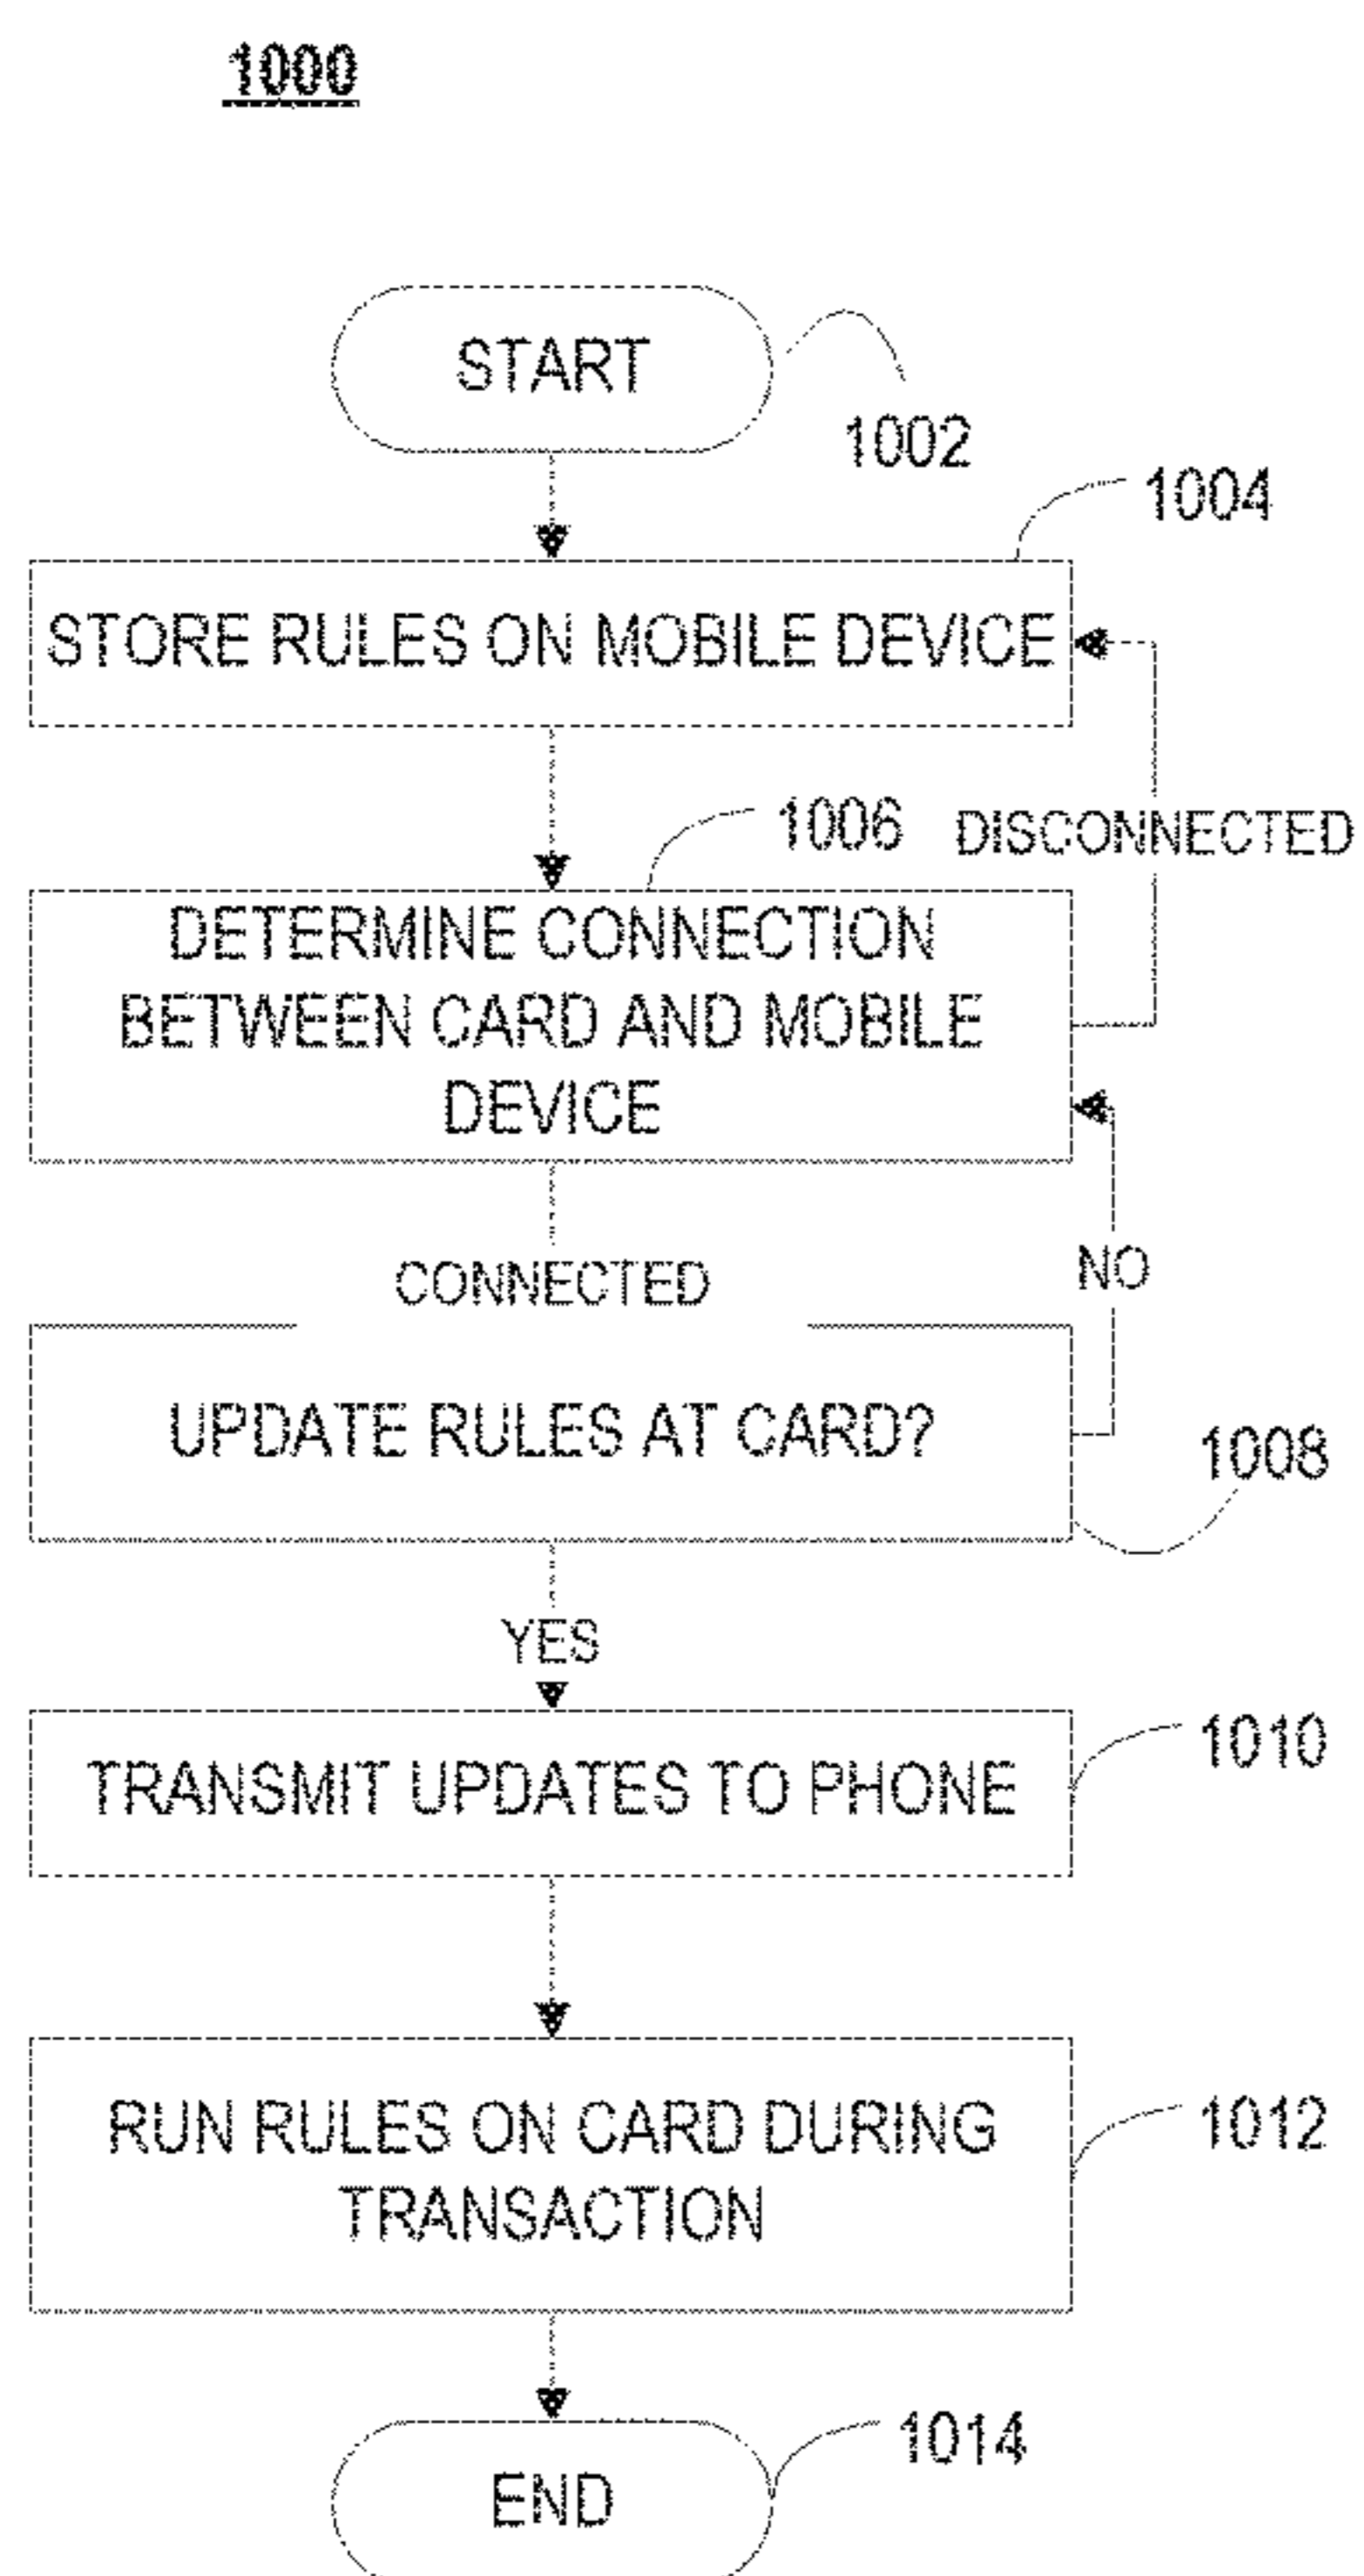 1000
START
1002
1004
STORE RULES ON MOBILE DEVICE
1006
DISCONNECTED
DETERMINE CONNECTION
BETWEEN CARD AND MOBILE
DEVICE
CONNECTED
NO
UPDATE RULES AT CARD?
1008
YES
TRANSMIT UPDATES TO PHONE
1010
RUN RULES ON CARD DURING
TRANSACTION
1012
1014
END